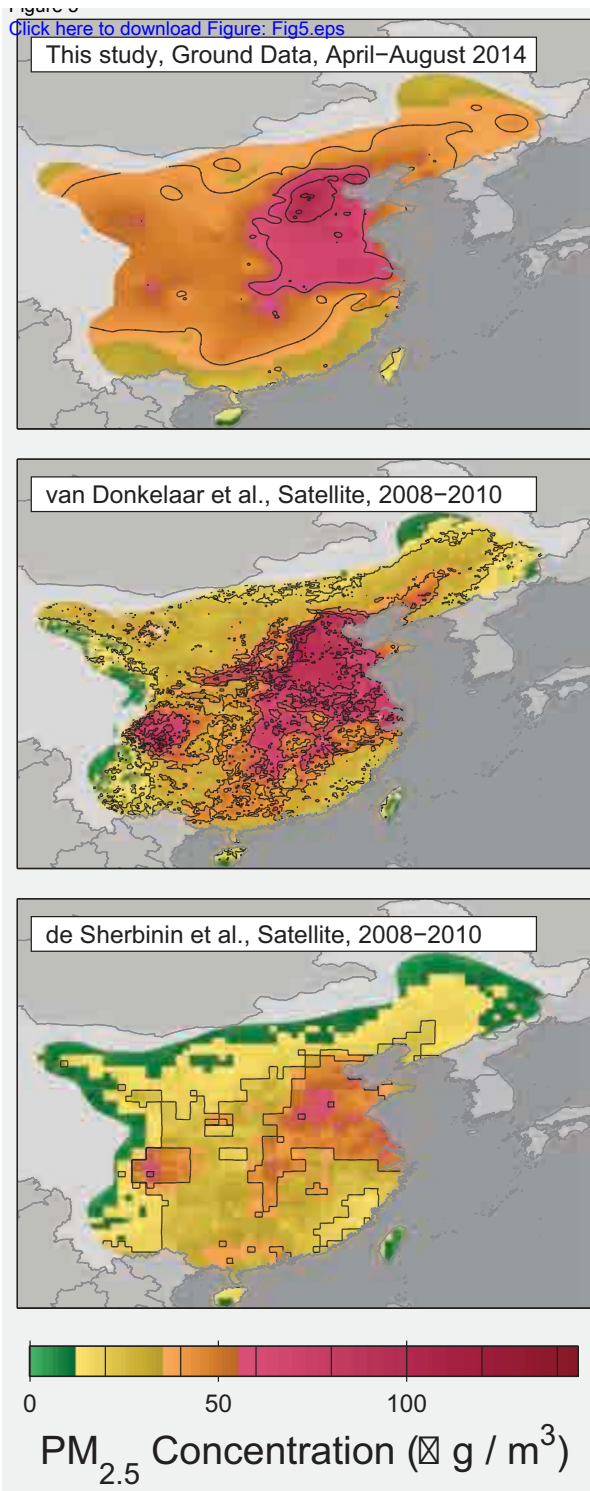 Click here to download Figure: Fig5.eps
This study, Ground Data, April−August 2014
van Donkelaar et al., Satellite, 2008−2010
de Sherbinin et al., Satellite, 2008−2010
0 50 100
PM2.5 Concentration (� g / m3)